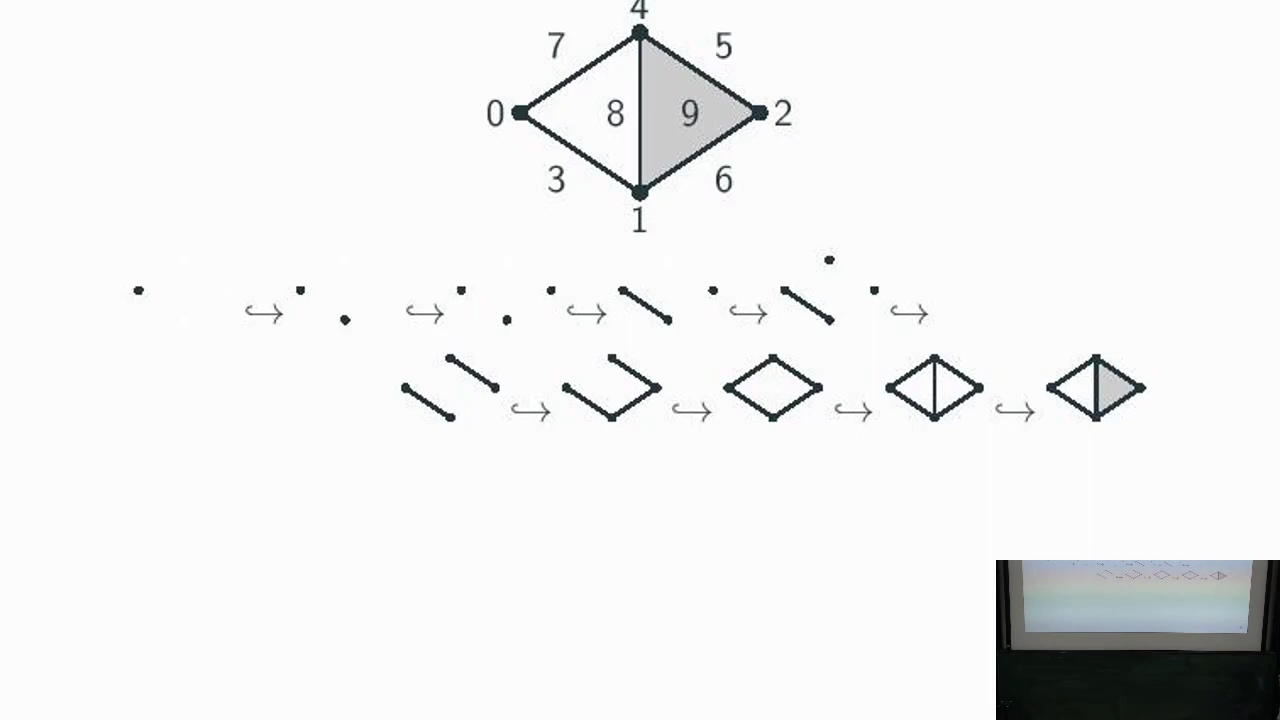 4
7 5
0 8 9 2
3 6
1
↪ ↪ ↪ ↪ ↪
↪ ↪ ↪ ↪